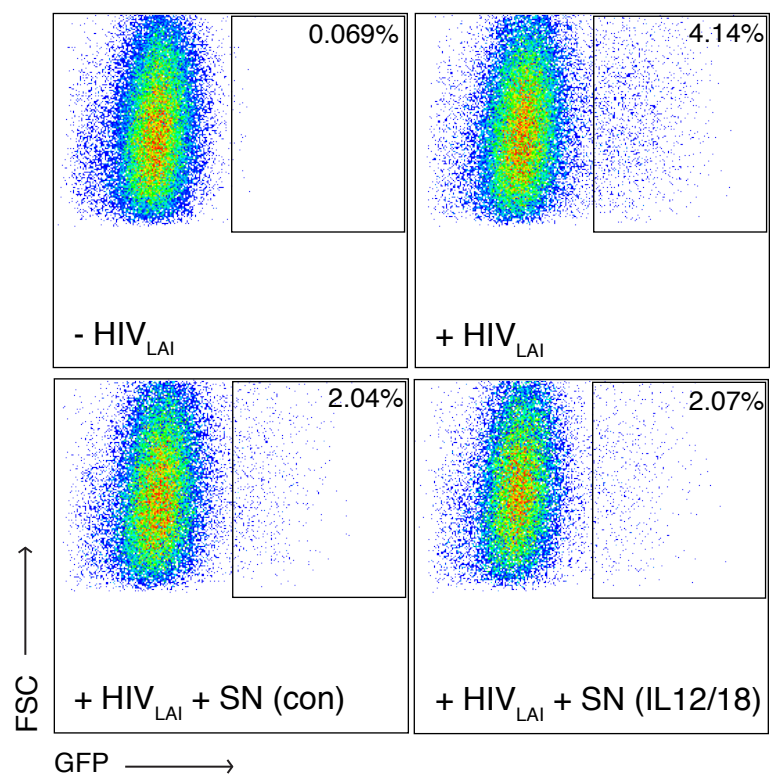 0.069%
- HIVLAI
4.14%
+ HIVLAI
2.04%
+ HIVLAI + SN (con)
2.07%
+ HIVLAI + SN (IL12/18)
FSC
GFP